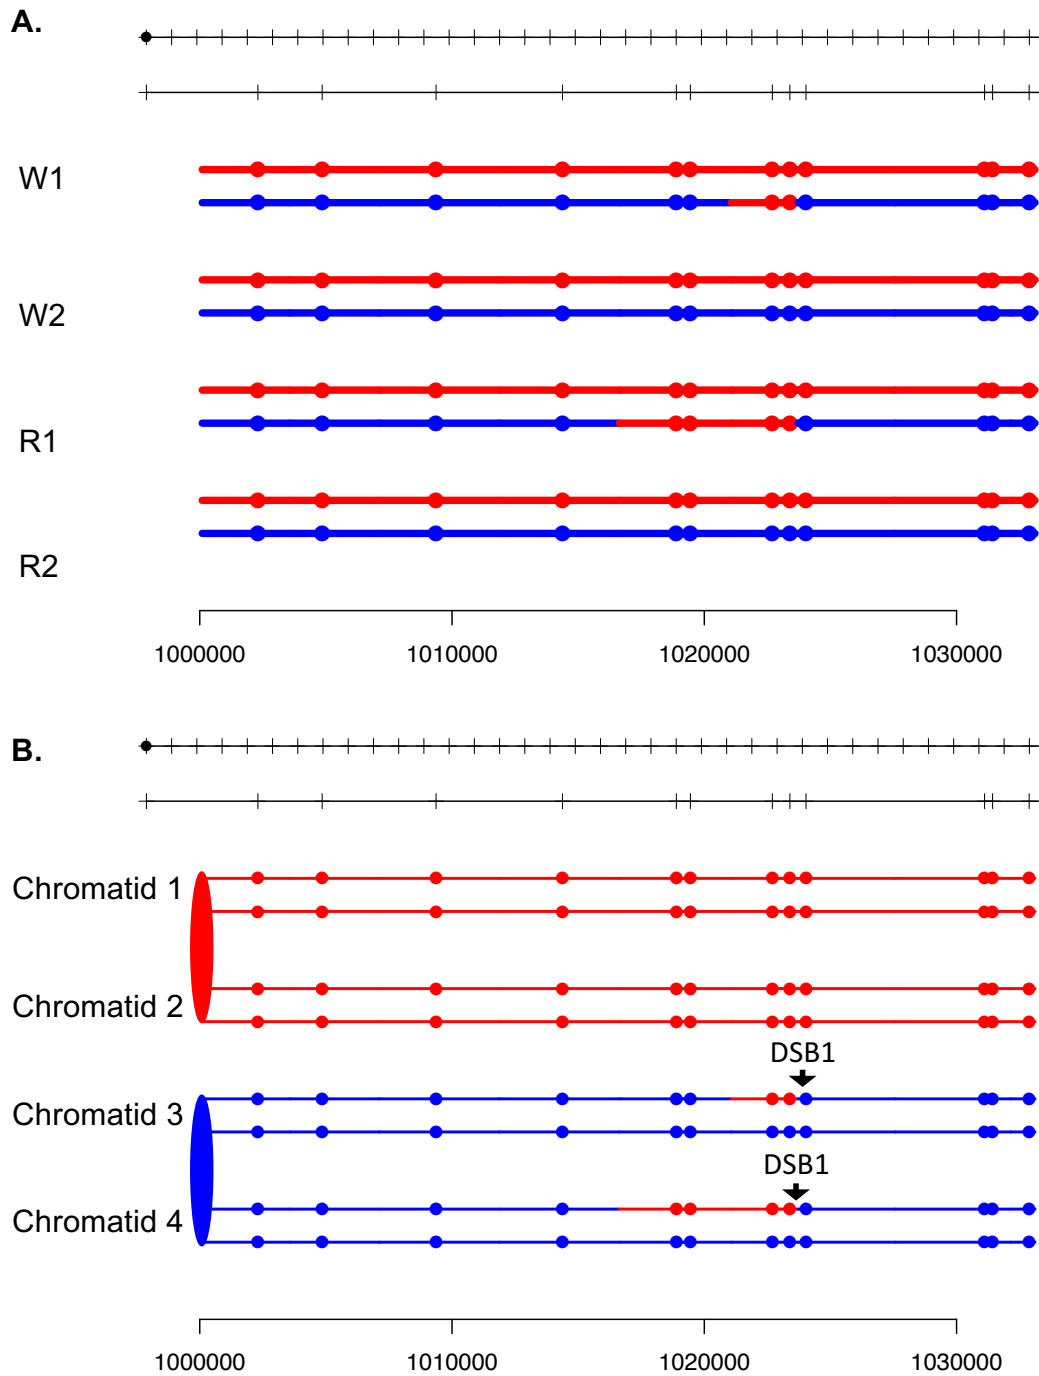 A.
W1
W2
R1
R2
1000000 1010000 1020000 1030000
B.
Chromatid 1
Chromatid 2
DSB1
Chromatid 3
DSB1
Chromatid 4
1000000 1010000 1020000 1030000